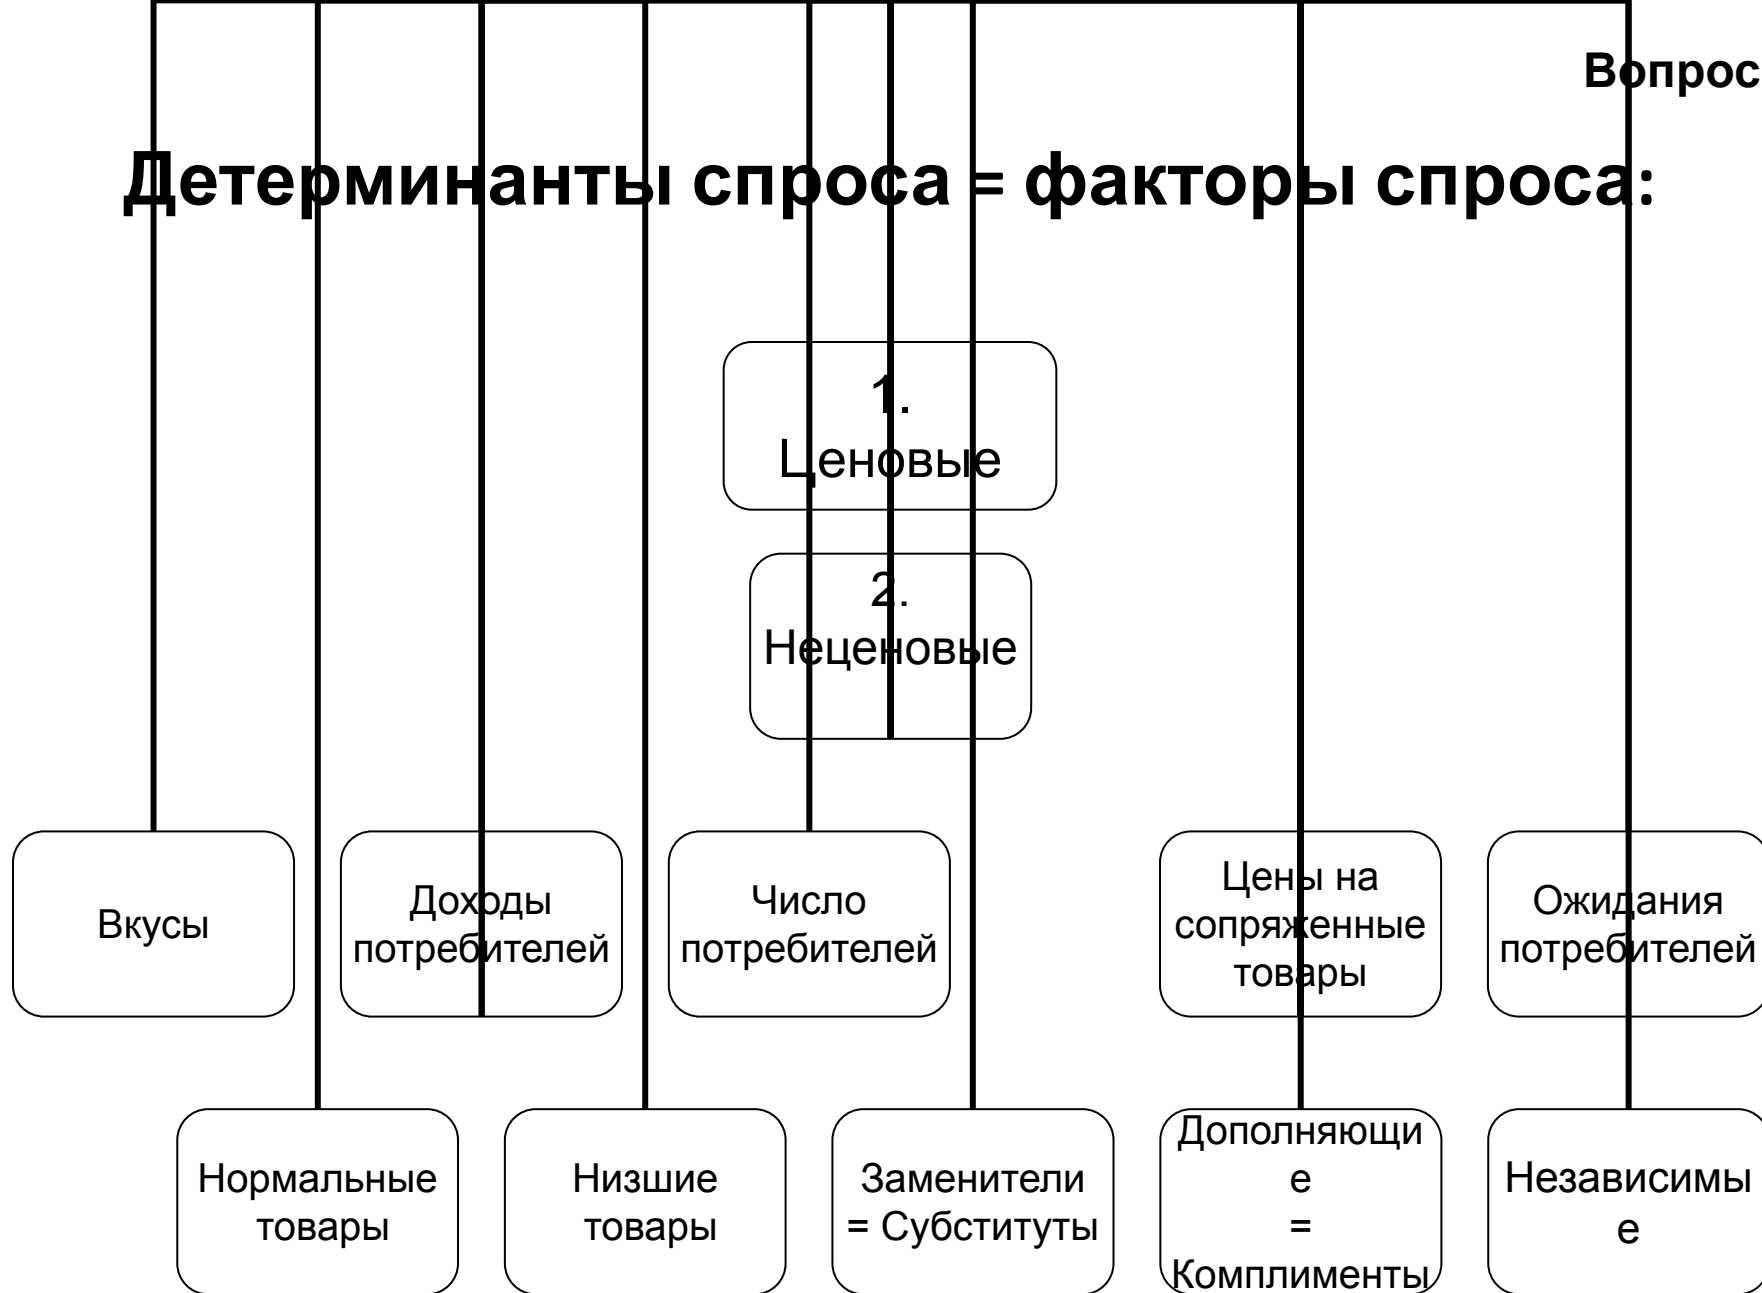 Вопрос
Детерминанты спроса = факторы спроса:
1.
Ценовые
2.
Неценовые
Вкусы
Доходы
потребителей
Число
потребителей
Цены на
сопряженные
товары
Ожидания
потребителей
Нормальные
товары
Низшие
товары
Заменители
= Субституты
Дополняющи
е
=
Комплименты
Независимы
е